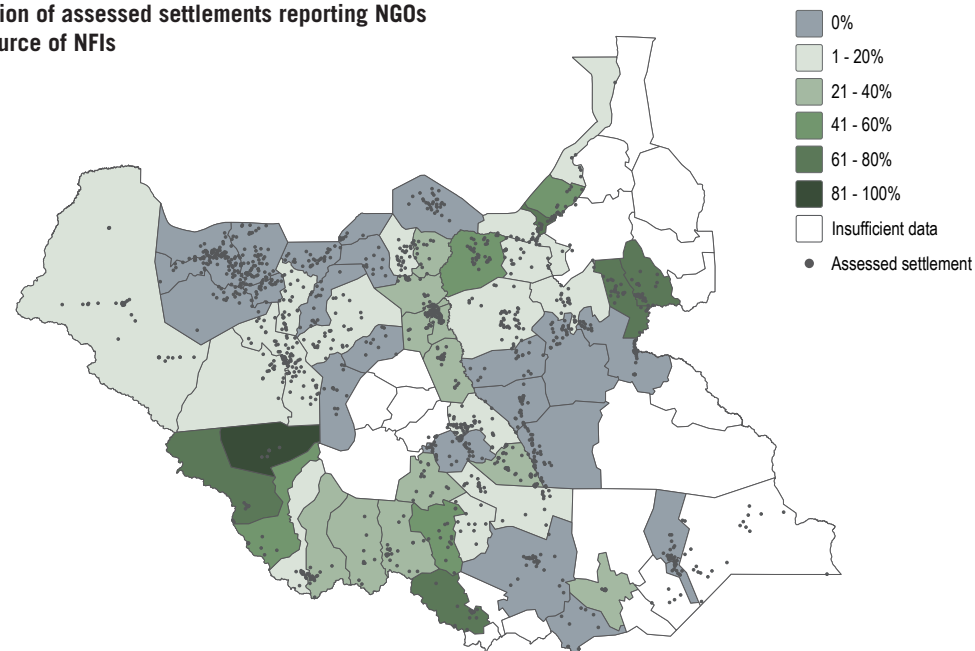 ion of assessed settlements reporting NGOs
urce of NFIs
0%
1 - 20%
21 - 40%
41 - 60%
61 - 80%
81 - 100%
Insufficient data
Assessed settlement